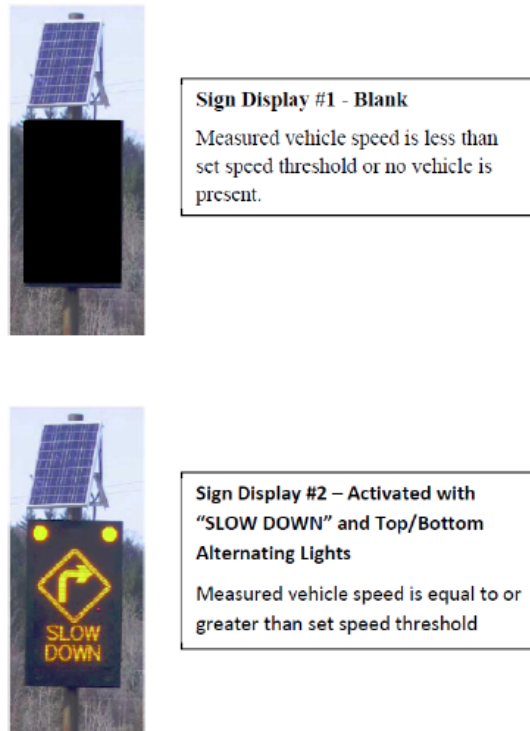 Sign Display #1 - Blank
Measured vehicle speed is less than
set speed threshold or no vehicle is
present.
SLOW
DOWN
Sign Display #2 – Activated with
“SLOW DOWN” and Top/Bottom
Alternating Lights
Measured vehicle speed is equal to or
greater than set speed threshold